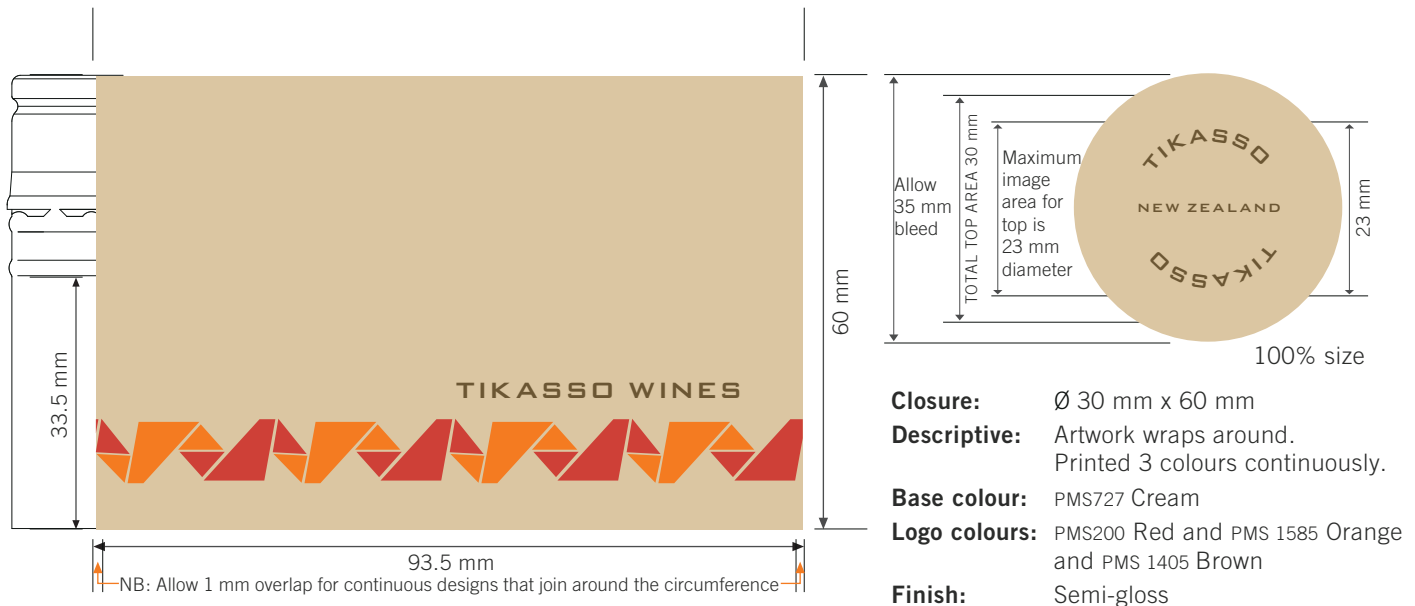 33.5 mm
TIKASSO WINES
60 mm
93.5 mm
NB: Allow 1 mm overlap for continuous designs that join around the circumference
Allow
35 mm
bleed
TOTAL TOP AREA 30 mm
Maximum
image
area for
top is
23 mm
diameter
TIKASSO
NEW ZEALAND
TIKASSO
23 mm
100% size
Closure: Ø 30 mm x 60 mm
Descriptive: Artwork wraps around.
Printed 3 colours continuously.
Base colour: PMS727 Cream
Logo colours: PMS200 Red and PMS 1585 Orange
and PMS 1405 Brown
Finish: Semi-gloss